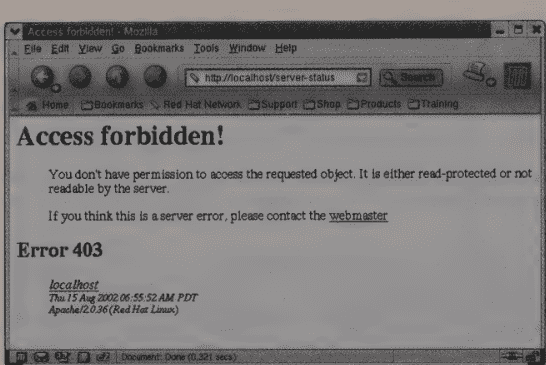 Access forbidden! - Mozilla
File Edit View Go Bookmarks Tools Window Help
http://localhost/server-status Search
Home Bookmarks Red Hat Network Support Shop Products Training
Access forbidden!
You don't have permission to access the requested object. It is either read-protected or not
readable by the server.
If you think this is a server error, please contact the webmaster
Error 403
localhost
Thu 15 Aug 2002 06:55:52 AM PDT
Apache/2.0.36 (Red Hat Linux)
Document: Done (0.321 secs)